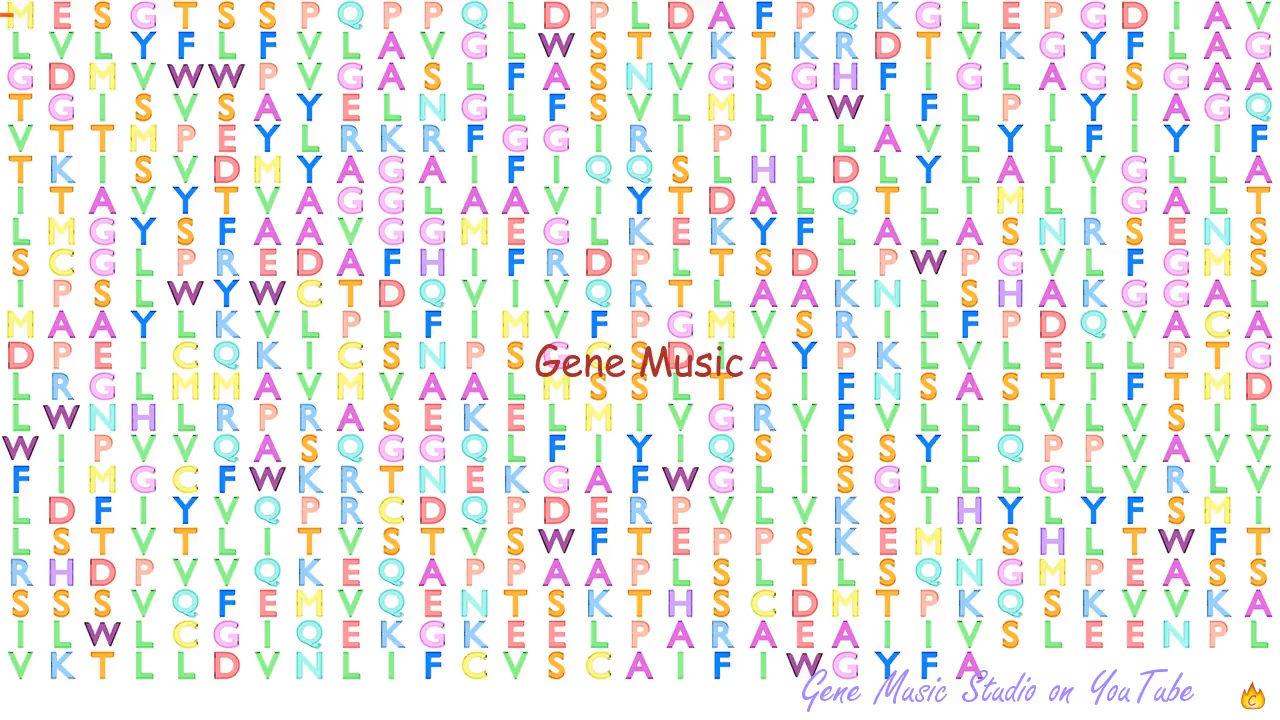 M E S G T S S P Q P P Q L D P L D A F P Q K G L E P G D I A V
L V L Y F L F V L A V G L W S T V K T K R D T V K G Y F L A G
G D M V W W P V G A S L F A S N V G S G H F I G L A G S G A A
T G I S V S A Y E L N G L F S V L M L A W I F L P I Y I A G Q
V T T M P E Y L R K R F G G I R I P I I L A V L Y L F I Y I F
T K I S V D M Y A G A I F I Q Q S L H L D L Y L A I V G L L A
I T A V Y T V A G G L A A V I Y T D A L Q T L I M L I G A L T
L M G Y S F A A V G G M E G L K E K Y F L A L A S N R S E N S
S C G L P R E D A F H I F R D P L T S D L P W P G V L F G M S
I P S L W Y W C T D Q V I V Q R T L A A K N L S H A K G G A L
M A A Y L K V L P L F I M V F P G M V S R I L F P D Q V A C A
D P E I C Q K I C S N P S G C S D L A Y P K L V L E L L P T G
Gene Music
L R G L M M A V M V A A L M S S L T S I F N S A S T I F T M D
L W N H L R P R A S E K E L M I V G R V F V L L L V L V S I L
W I P V V Q A S Q G G Q L F I Y I Q S I S S Y L Q P P V A V V
F I M G C F W K R T N E K G A F W G L I S G L L L G L V R L V
L D F I Y V Q P R C D Q P D E R P V L V K S I H Y L Y F S M I
L S T V T L I T V S T V S W F T E P P S K E M V S H L T W F T
R H D P V V Q K E Q A P P A A P L S L T L S Q N G M P E A S S
S S S V Q F E M V Q E N T S K T H S C D M T P K Q S K V V K A
I L W L C G I Q E K G K E E L P A R A E A I I V S L E E N P L
V K T L L D V N L I F C V S C A I F I W G Y F A
Gene Music Studio on YouTube
C